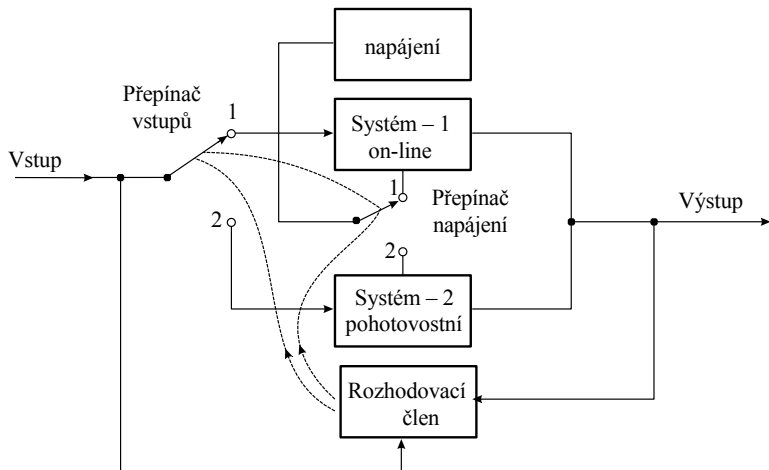 napájení
Přepínač
vstupů
1
Systém – 1
on-line
Vstup
1
Přepínač
napájení
2
Výstup
2
Systém – 2
pohotovostní
Rozhodovací
člen